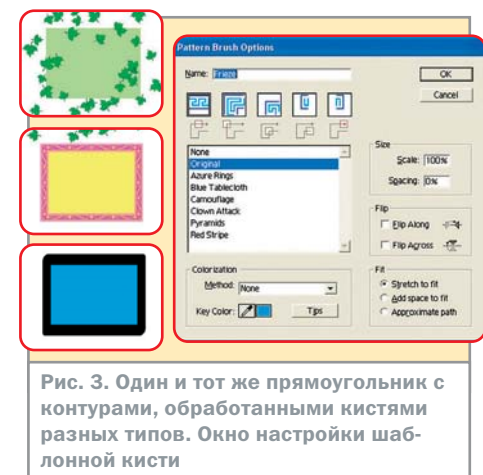 Pattern Brush Options
Name: Frieze
OK
Cancel
None
Original
Azure Rings
Blue Tablecloth
Camouflage
Clown Attack
Pyramids
Red Stripe
Size
Scale: 100%
Spacing: 0%
Flip
Flip Along
Flip Across
Colorization
Method: None
Key Color:
Tips
Fit
Stretch to fit
Add space to fit
Approximate path
Рис. 3. Один и тот же прямоугольник с
контурами, обработанными кистями
разных типов. Окно настройки шаб-
лонной кисти